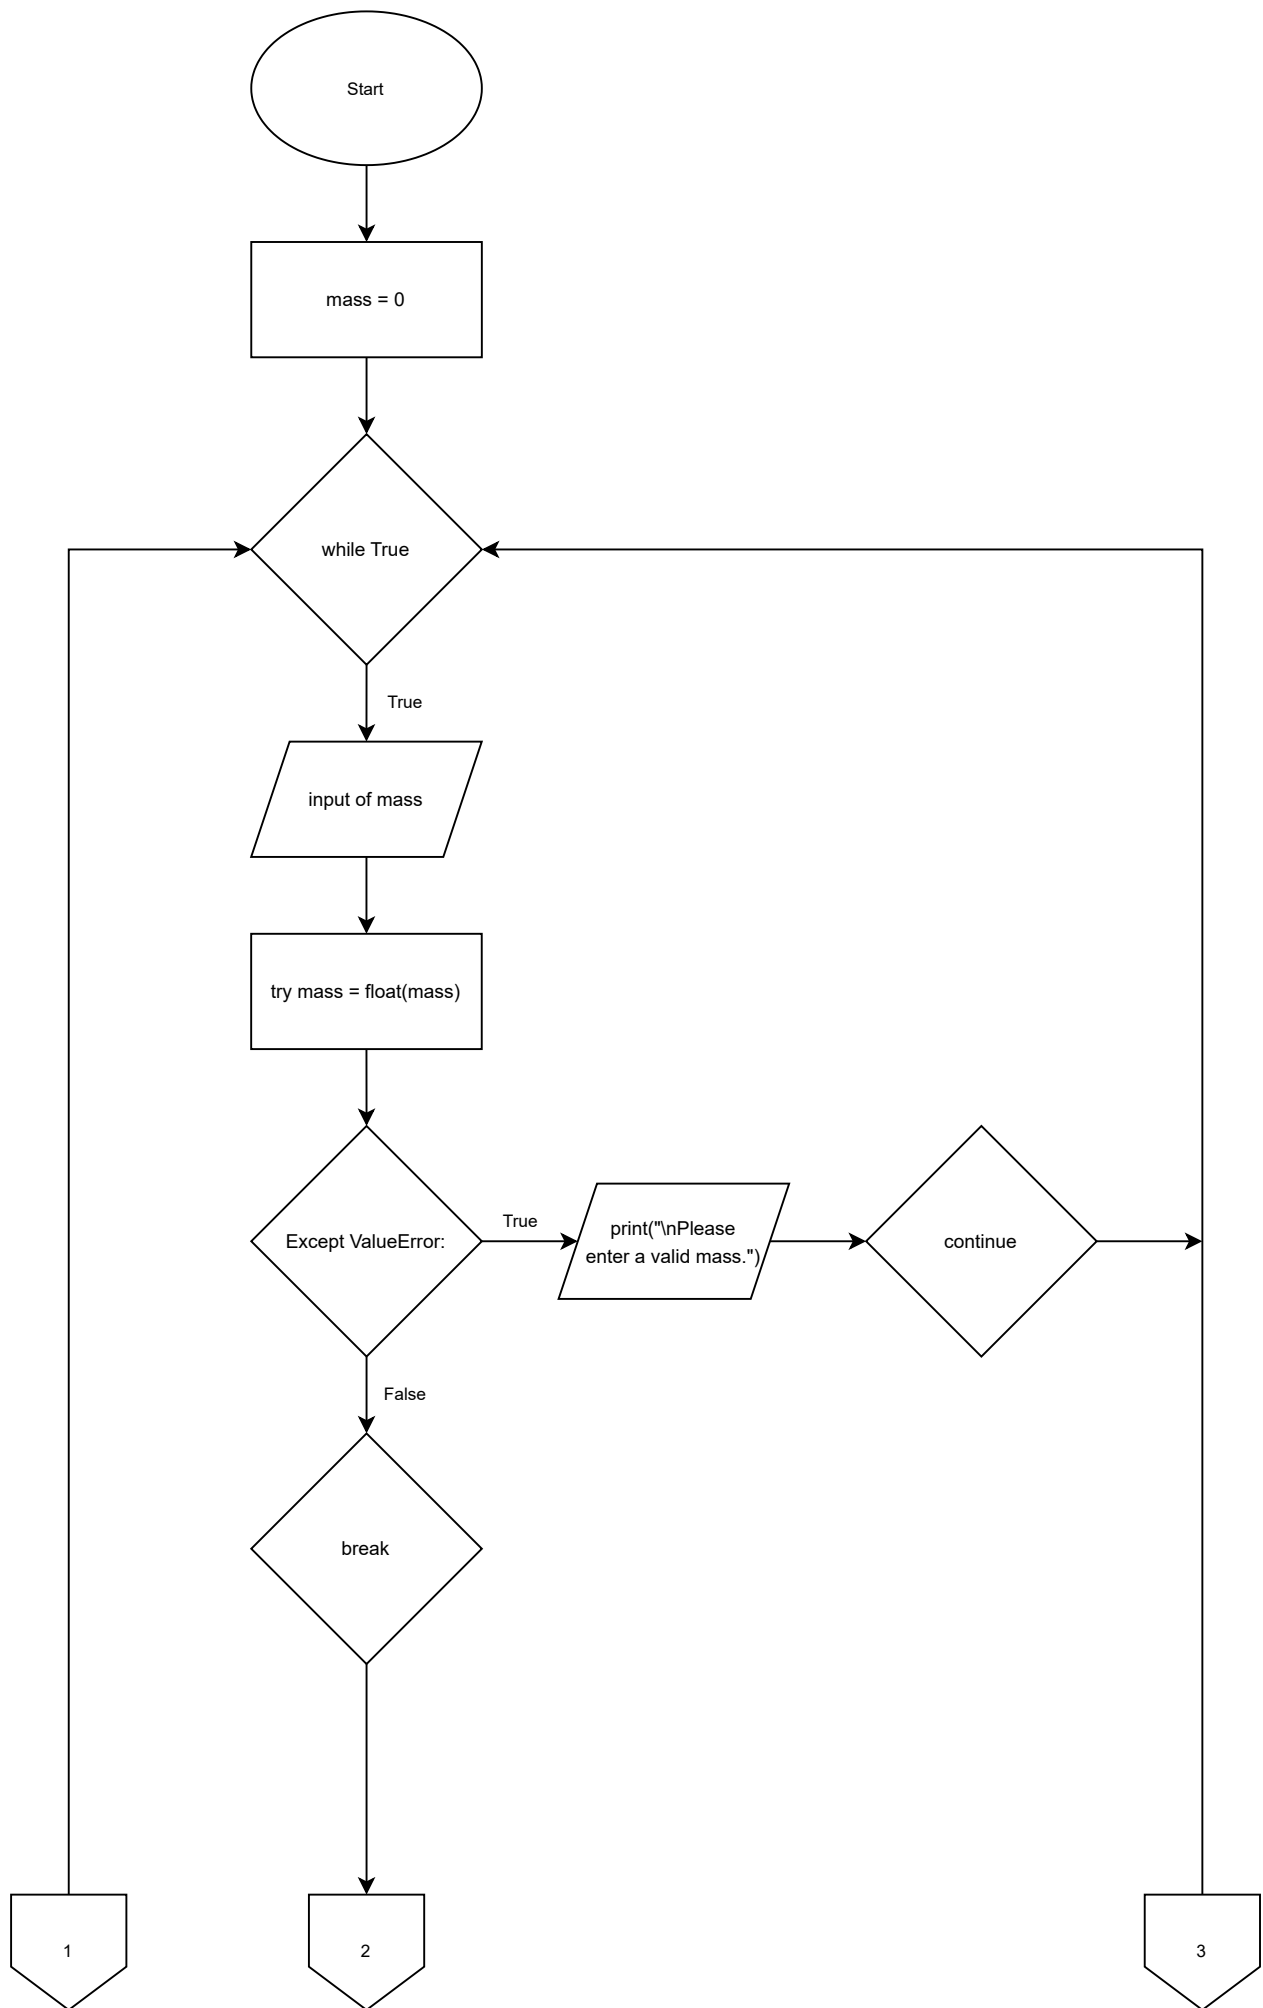 Start
mass = 0
while True
True
input of mass
try mass = float(mass)
Except ValueError:
True
print("\nPlease
enter a valid mass.")
continue
False
break
1
2
3